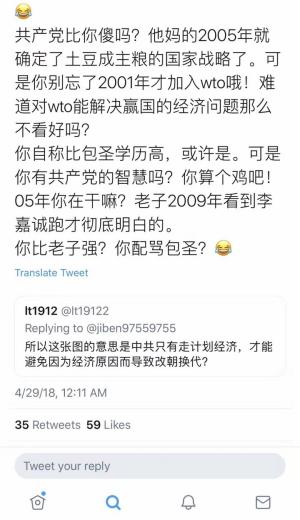 😂
共产党比你傻吗？他妈的2005年就
确定了土豆成主粮的国家战略了。可
是你别忘了2001年才加入wto哦！难
道对wto能解决赢国的经济问题那么
不看好吗？
你自称比包圣学历高，或许是。可是
你有共产党的智慧吗？你算个鸡吧！
05年你在干嘛？老子2009年看到李
嘉诚跑才彻底明白的。
你比老子强？你配骂包圣？😂
Translate Tweet
lt1912 @lt19122
Replying to @jiben97559755
所以这张图的意思是中共只有走计划经济，才能
避免因为经济原因而导致改朝换代？
4/29/18, 12:11 AM
35 Retweets 59 Likes
Tweet your reply